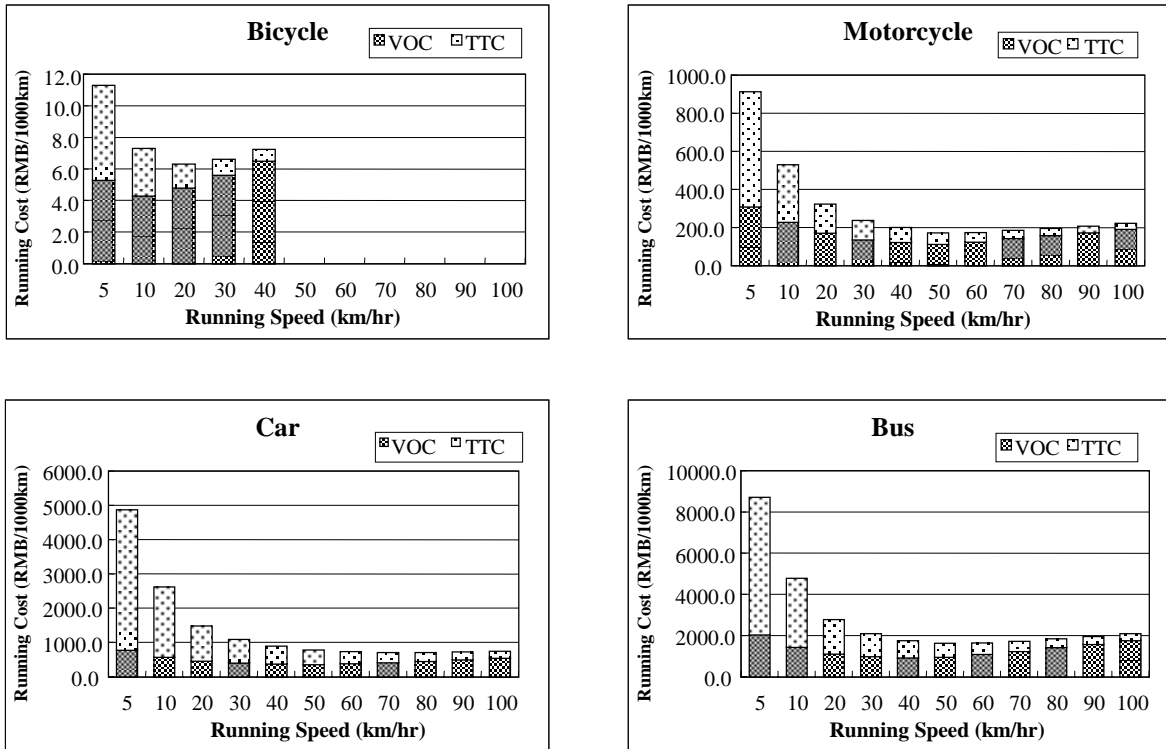 Bicycle
VOC TTC
Running Cost (RMB/1000km)
12.0
10.0
8.0
6.0
4.0
2.0
0.0
5 10 20 30 40 50 60 70 80 90 100
Running Speed (km/hr)
Motorcycle
VOC TTC
Running Cost (RMB/1000km)
1000.0
800.0
600.0
400.0
200.0
0.0
5 10 20 30 40 50 60 70 80 90 100
Running Speed (km/hr)
Car
VOC TTC
Running Cost (RMB/1000km)
6000.0
5000.0
4000.0
3000.0
2000.0
1000.0
0.0
5 10 20 30 40 50 60 70 80 90 100
Running Speed (km/hr)
Bus
VOC TTC
Running Cost (RMB/1000km)
10000.0
8000.0
6000.0
4000.0
2000.0
0.0
5 10 20 30 40 50 60 70 80 90 100
Running Speed (km/hr)